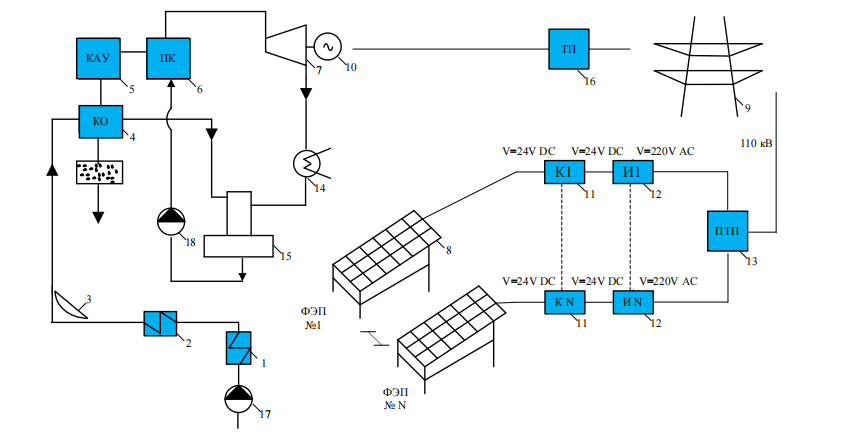 КАУ
ПК
ТП
5
6
7
10
16
9
КО
4
110 кВ
V=24V DC V=24V DC V=220V AC
К1
И1
14
11
12
18
15
8
ПТП
13
V=24V DC V=24V DC V=220V AC
3
К N
И N
ФЭП
№1
11
12
2
1
ФЭП
№ N
17